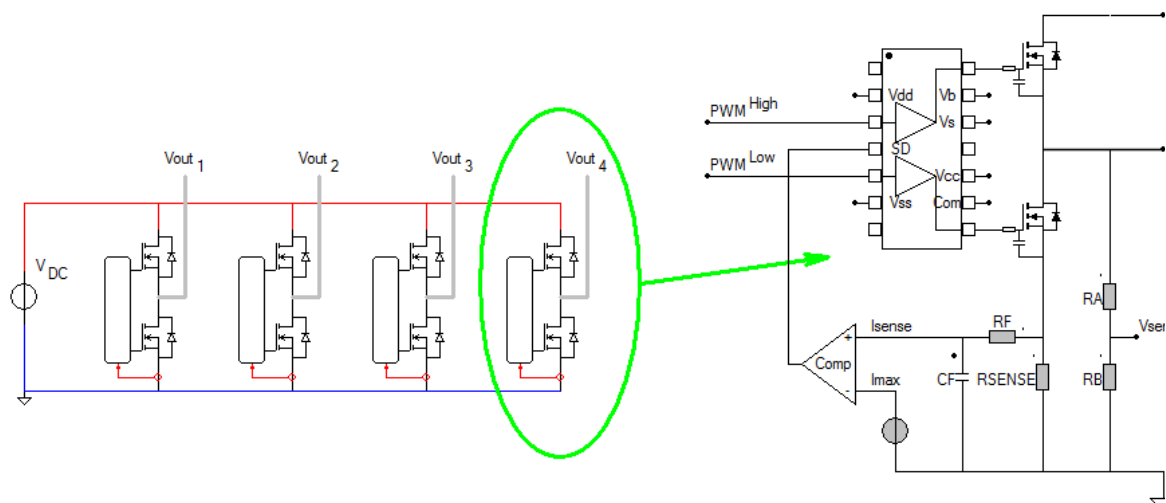 Vout 1
Vout 2
Vout 3
Vout 4
V DC
PWM High
PWM Low
Vdd
Vb
Vs
SD
Vcc
Vss
Com
RA
Vser
RB
RF
Isense
Comp
Imax
CF
RSENSE